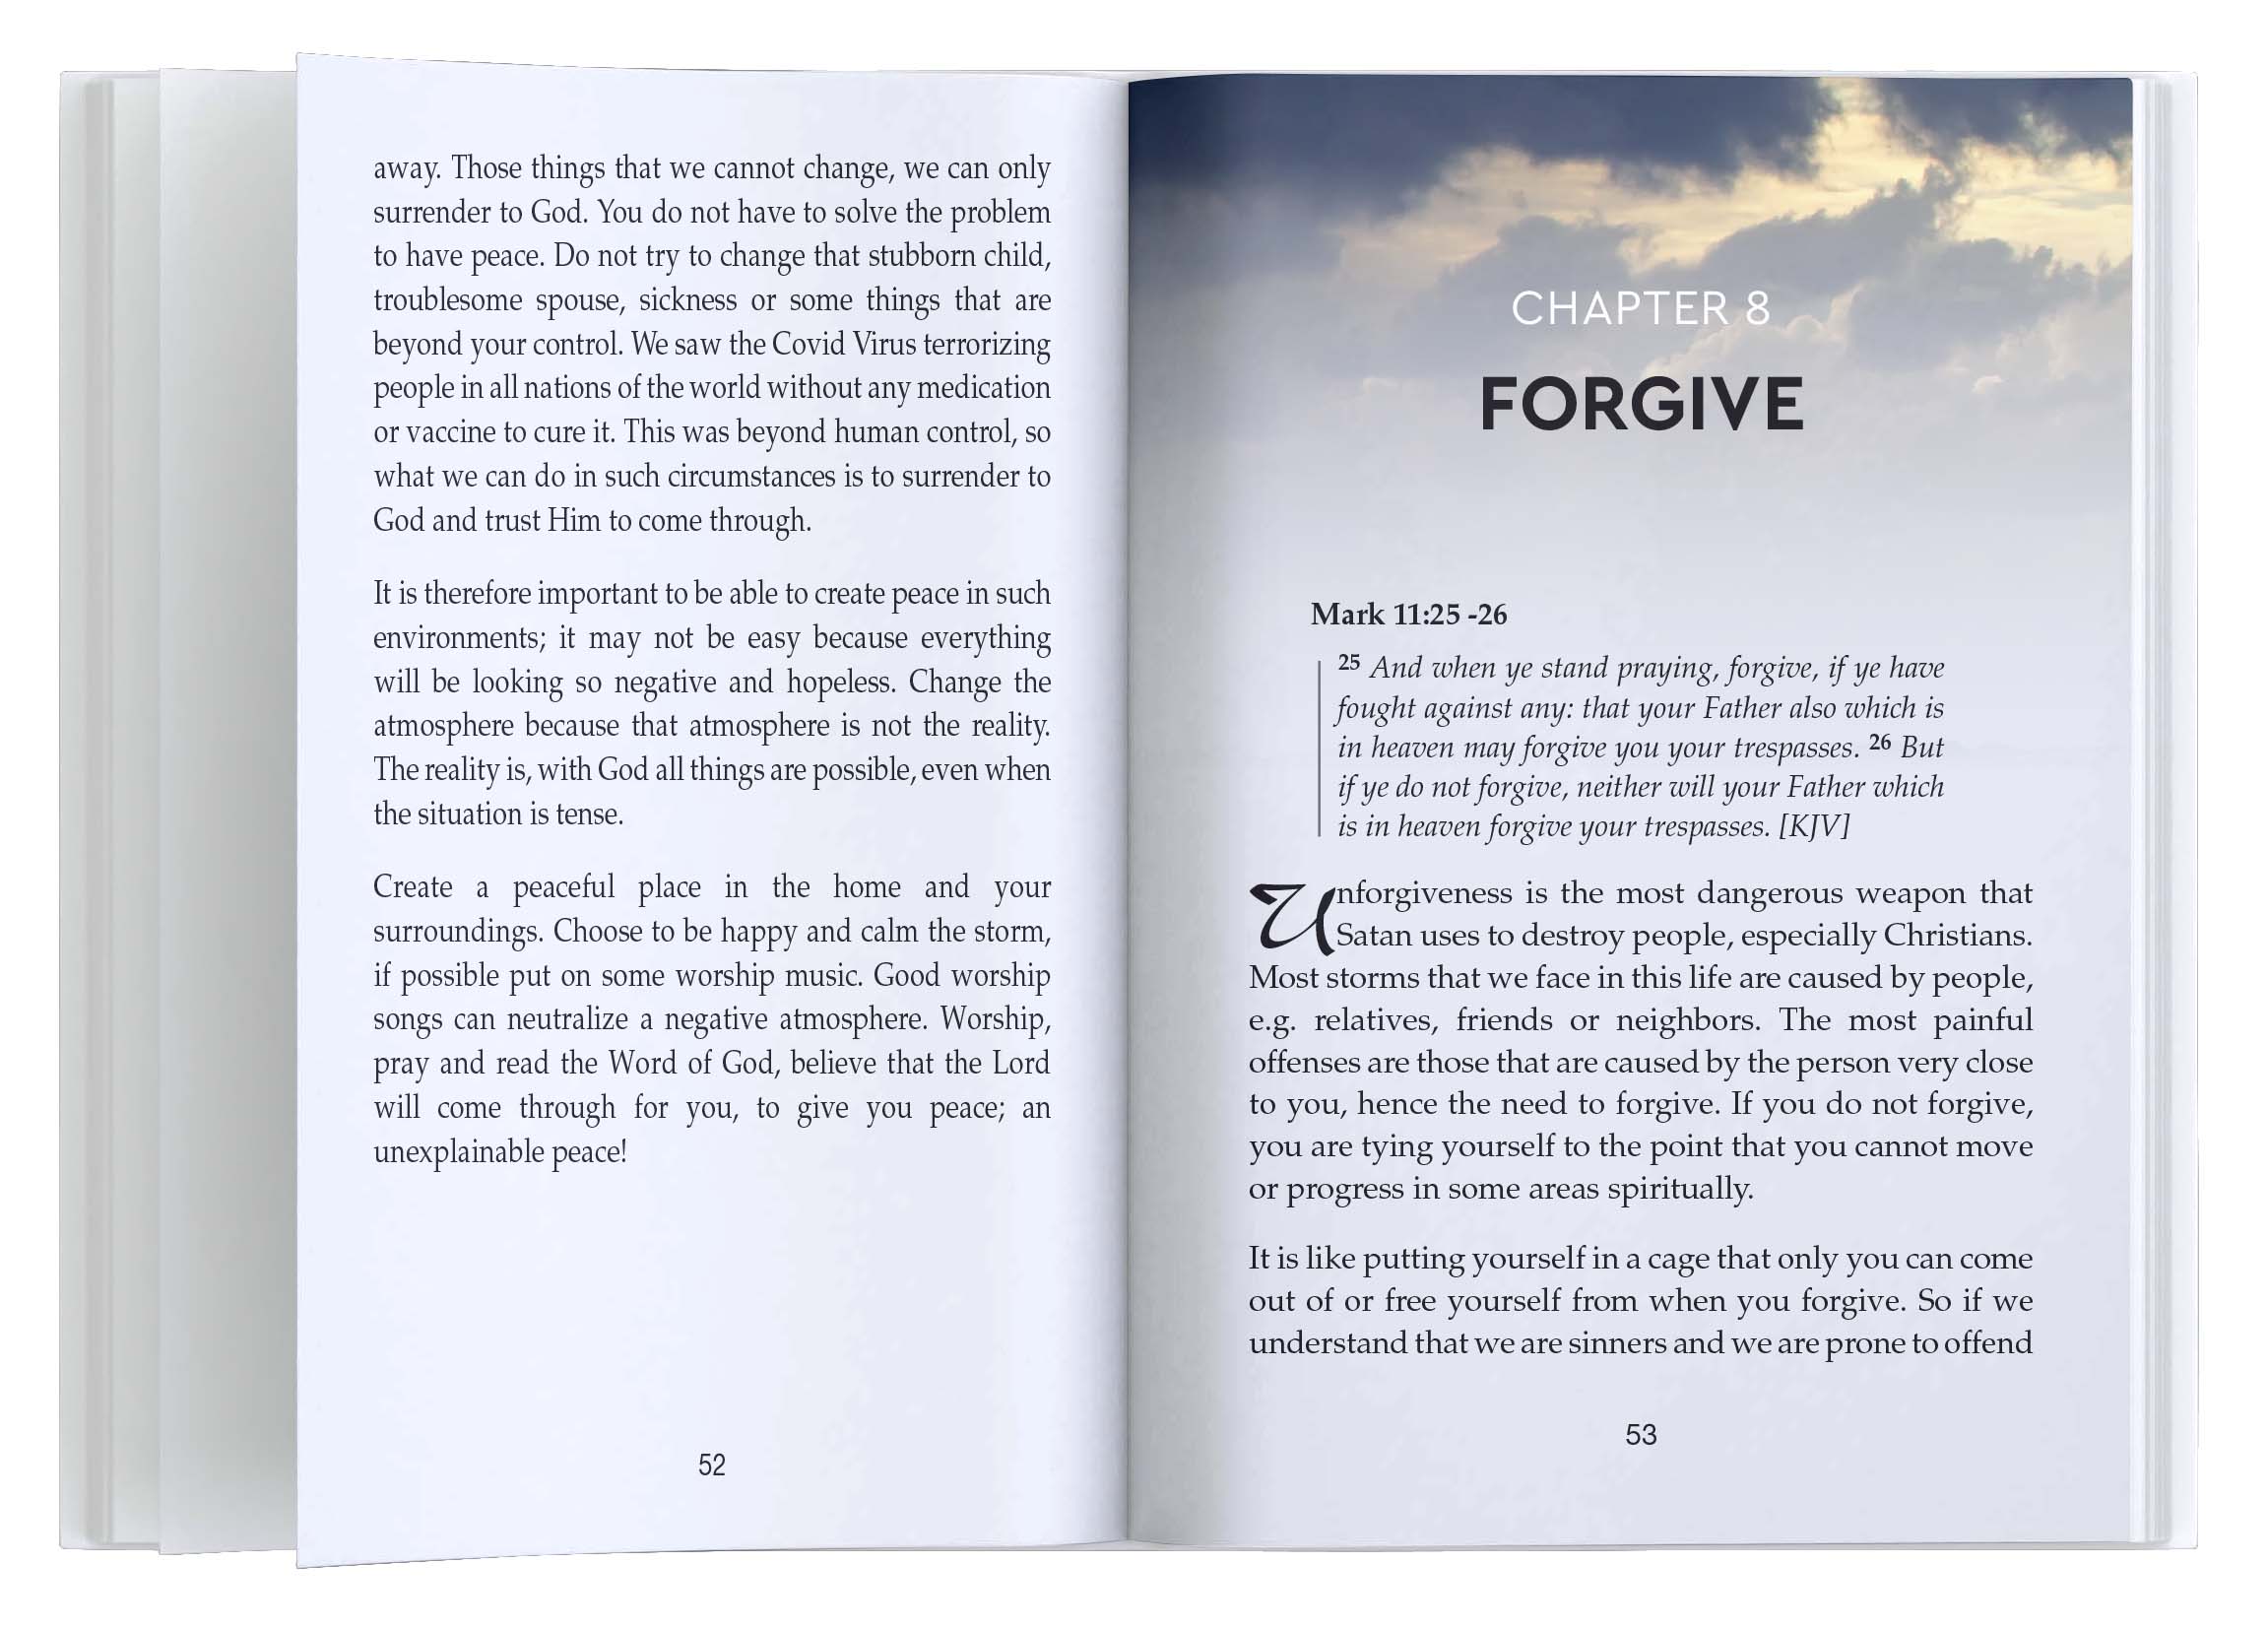 away. Those things that we cannot change, we can only
surrender to God. You do not have to solve the problem
to have peace. Do not try to change that stubborn child,
troublesome spouse, sickness or some things that are
beyond your control. We saw the Covid Virus terrorizing
people in all nations of the world without any medication
or vaccine to cure it. This was beyond human control, so
what we can do in such circumstances is to surrender to
God and trust Him to come through.
It is therefore important to be able to create peace in such
environments; it may not be easy because everything
will be looking so negative and hopeless. Change the
atmosphere because that atmosphere is not the reality.
The reality is, with God all things are possible, even when
the situation is tense.
Create a peaceful place in the home and your
surroundings. Choose to be happy and calm the storm,
if possible put on some worship music. Good worship
songs can neutralize a negative atmosphere. Worship,
pray and read the Word of God, believe that the Lord
will come through for you, to give you peace; an
unexplainable peace!
52
CHAPTER 8
FORGIVE
Mark 11:25 -26
25 And when ye stand praying, forgive, if ye have
fought against any: that your Father also which is
in heaven may forgive you your trespasses. 26 But
if ye do not forgive, neither will your Father which
is in heaven forgive your trespasses. [KJV]
Unforgiveness is the most dangerous weapon that
Satan uses to destroy people, especially Christians.
Most storms that we face in this life are caused by people,
e.g. relatives, friends or neighbors. The most painful
offenses are those that are caused by the person very close
to you, hence the need to forgive. If you do not forgive,
you are tying yourself to the point that you cannot move
or progress in some areas spiritually.
It is like putting yourself in a cage that only you can come
out of or free yourself from when you forgive. So if we
understand that we are sinners and we are prone to offend
53